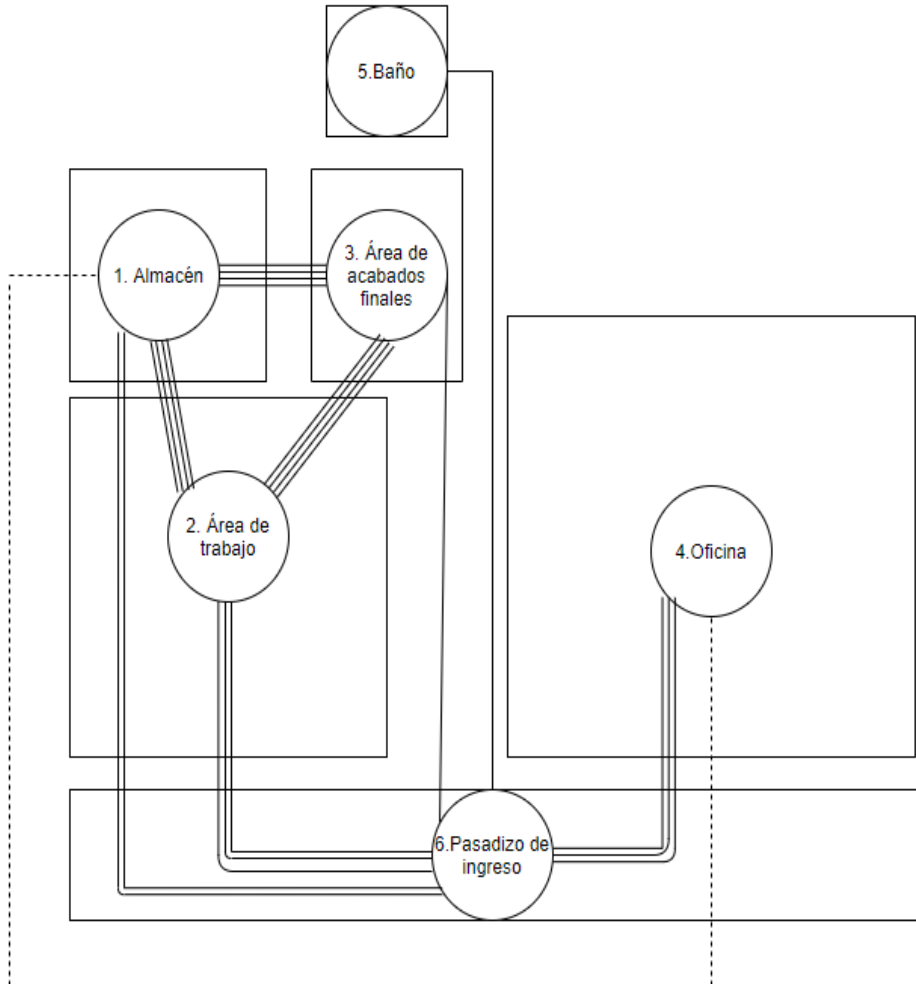 5.Baño
1. Almacén
3. Área de
acabados
finales
2. Área de
trabajo
4.Oficina
6.Pasadizo de
ingreso